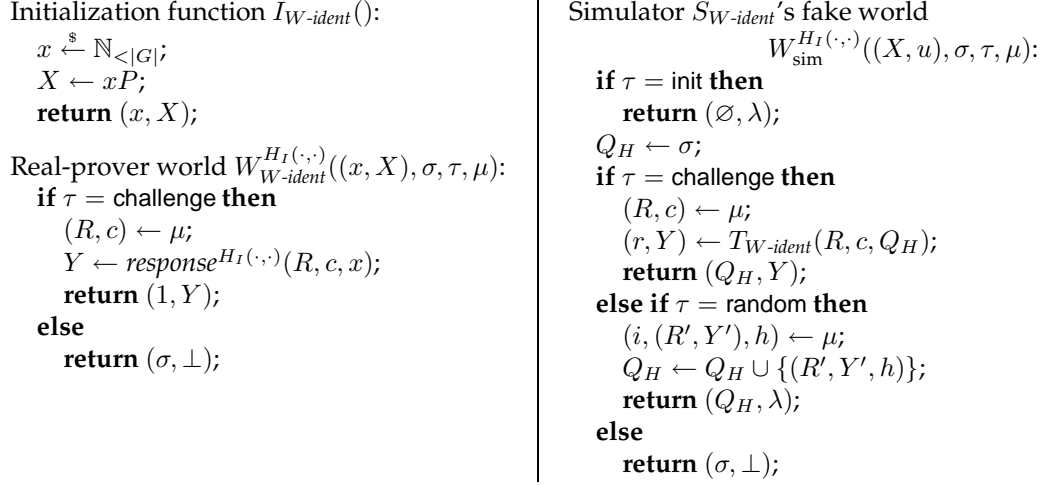 Initialization function I_{W-ident}():
x ←$ ℕ_{<|G|};
X ← xP;
return (x, X);
Real-prover world W_{W-ident}^{H_I(·,·)}((x, X), σ, τ, μ):
if τ = challenge then
(R, c) ← μ;
Y ← response^{H_I(·,·)}(R, c, x);
return (1, Y);
else
return (σ, ⊥);
Simulator S_{W-ident}'s fake world
W_{sim}^{H_I(·,·)}((X, u), σ, τ, μ):
if τ = init then
return (∅, λ);
Q_H ← σ;
if τ = challenge then
(R, c) ← μ;
(r, Y) ← T_{W-ident}(R, c, Q_H);
return (Q_H, Y);
else if τ = random then
(i, (R′, Y′), h) ← μ;
Q_H ← Q_H ∪ {(R′, Y′, h)};
return (Q_H, λ);
else
return (σ, ⊥);